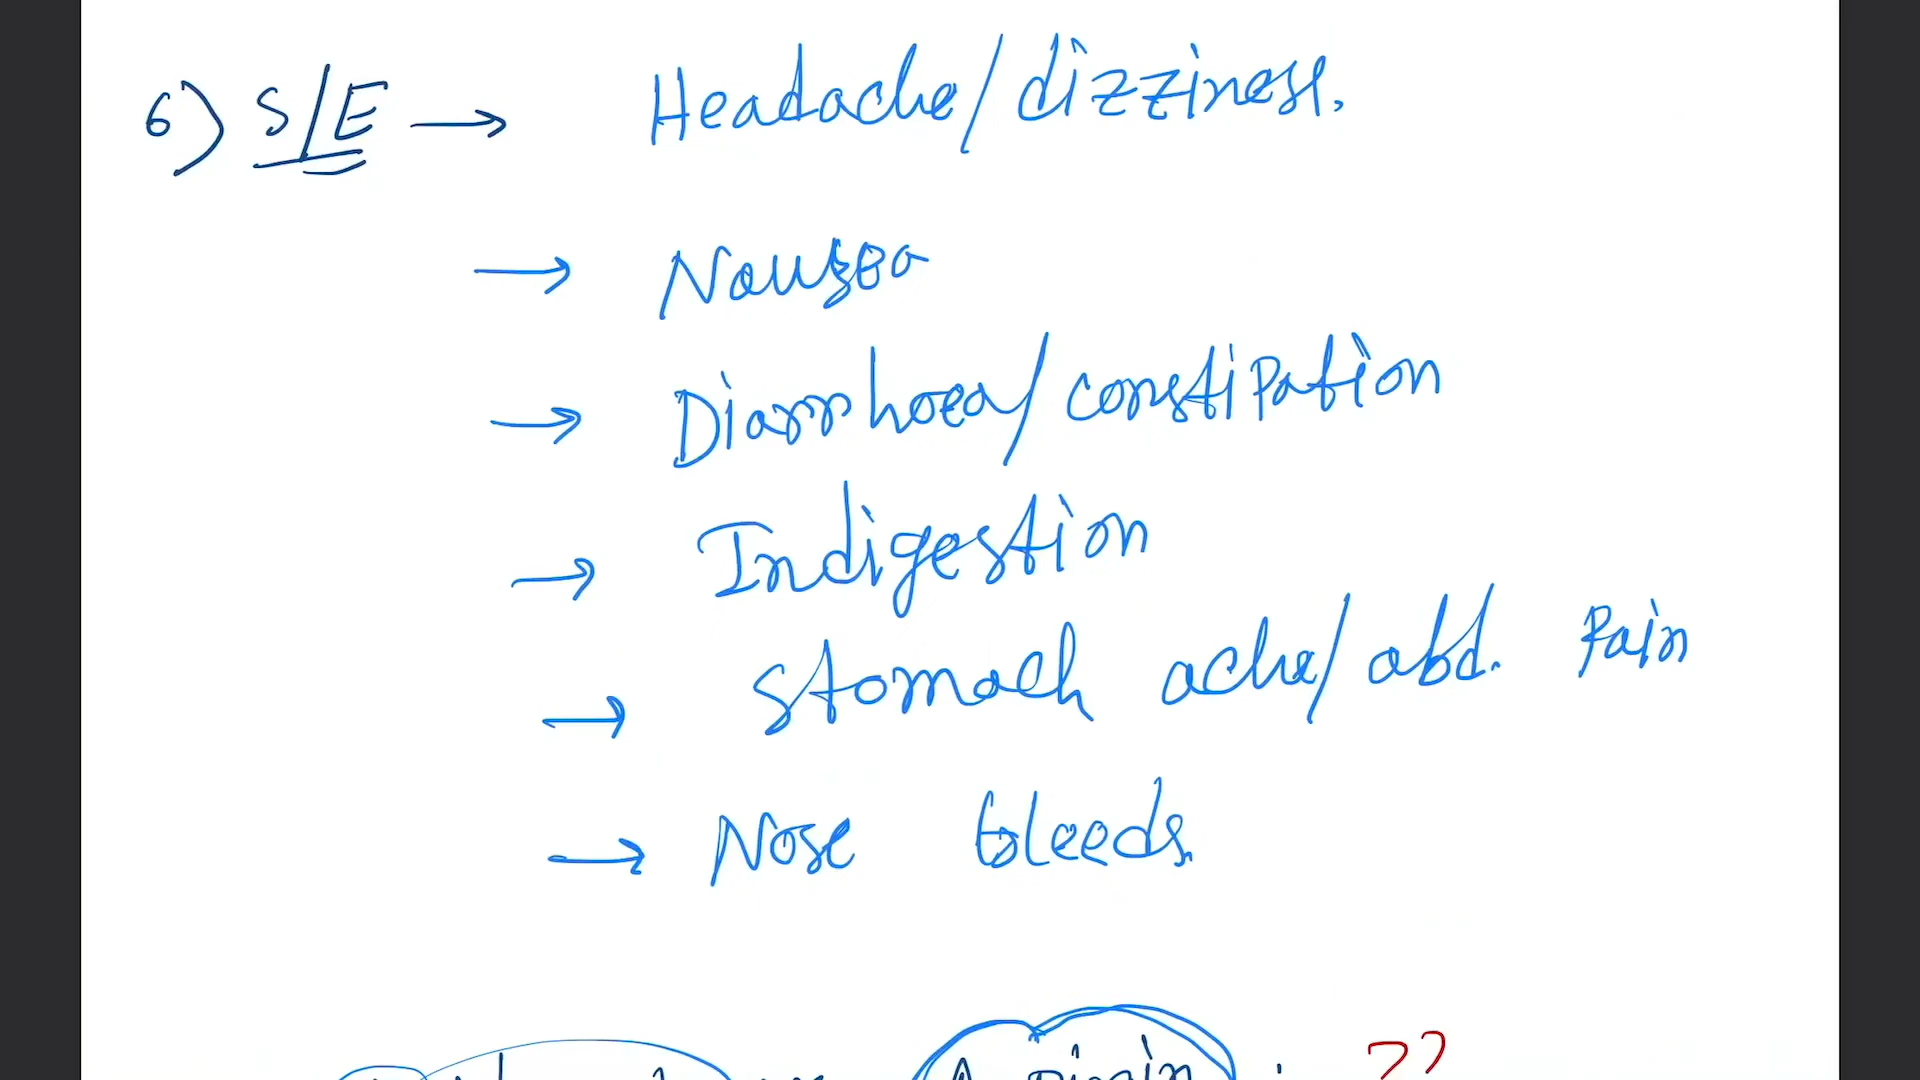 6) S/E → Headache/dizziness.
→ Nausea
→ Diarrhoea/constipation
→ Indigestion
→ Stomach ache/abd. Pain
→ Nose bleeds
??